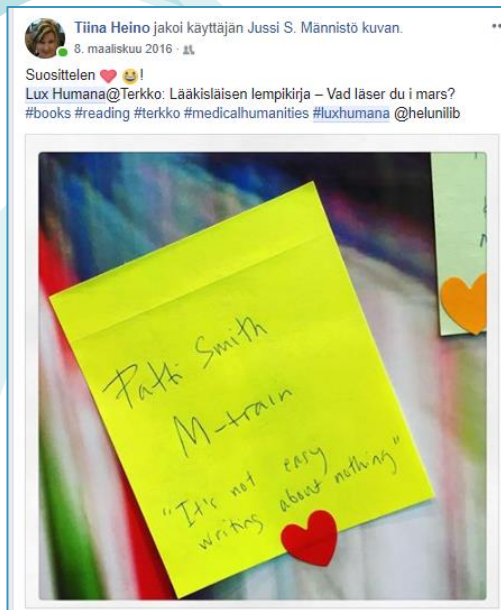 Tiina Heino jakoi käyttäjän Jussi S. Männistö kuvan.
8. maaliskuu 2016 ·
Suosittelen ❤️ 😃!
Lux Humana@Terkko: Lääkisläisen lempikirja – Vad läser du i mars?
#books #reading #terkko #medicalhumanities #luxhumana @helunilib
Patti Smith
M-train
"It's not easy
writing about nothing"